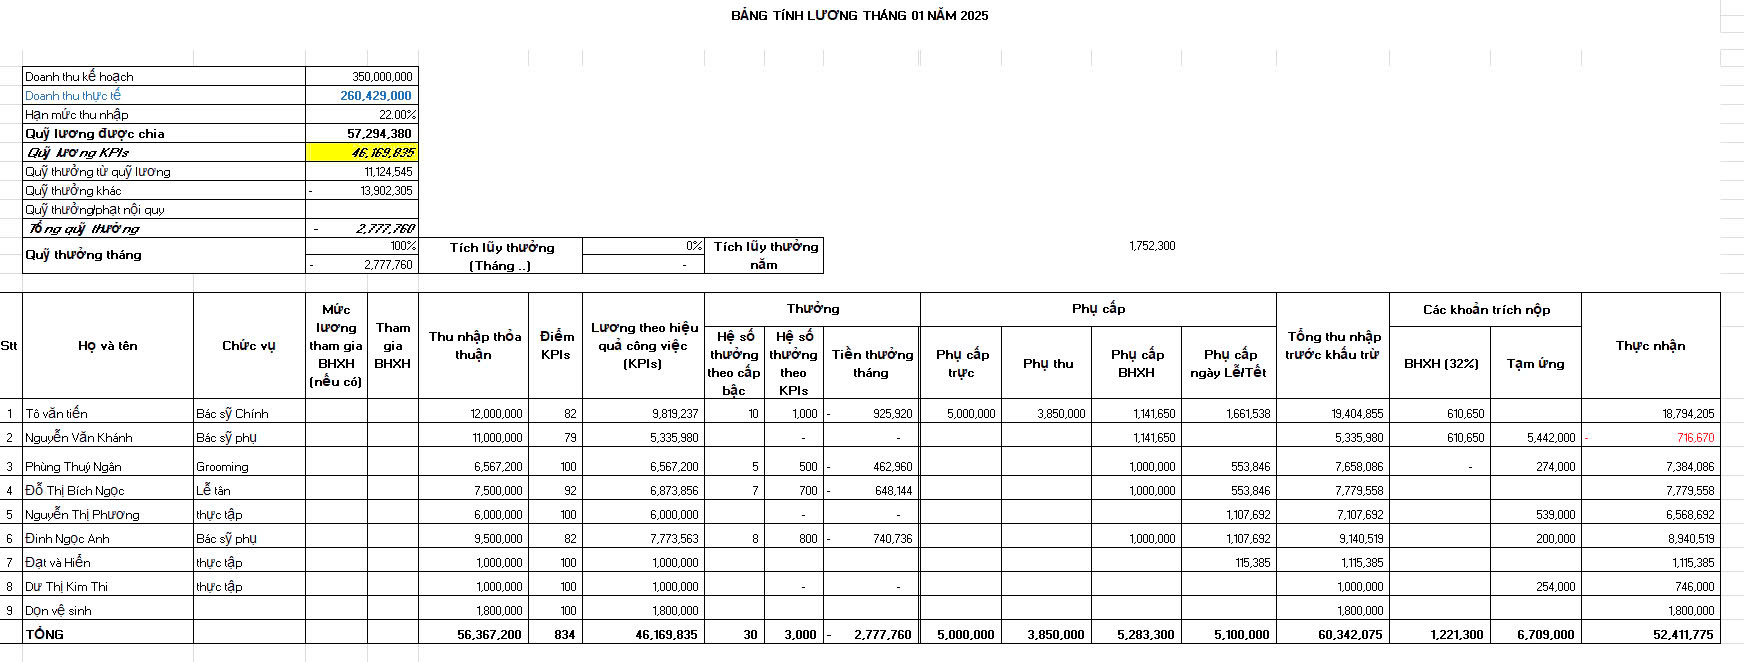 BẢNG TÍNH LƯƠNG THÁNG 01 NĂM 2025
Doanh thu kế hoạch 350,000,000
Doanh thu thực tế 260,429,000
Hạn mức thu nhập 22.00%
Quỹ lương được chia 57,294,380
Quỹ lương KPIs 46,169,835
Quỹ thưởng từ quỹ lương 11,124,545
Quỹ thưởng khác - 13,902,305
Quỹ thưởng/phạt nội quy
Tổng quỹ thưởng - 2,777,760
Quỹ thưởng tháng 100% Tích lũy thưởng (Tháng ..) 0% Tích lũy thưởng năm 1,752,300
- 2,777,760 -
Stt Họ và tên Chức vụ Mức lương tham gia BHXH (nếu có) Tham gia BHXH Thu nhập thỏa thuận Điểm KPIs Lương theo hiệu quả công việc (KPIs) Thưởng Phụ cấp Tổng thu nhập trước khấu trừ Các khoản trích nộp Thực nhận
Hệ số thưởng theo cấp bậc Hệ số thưởng theo KPIs Tiền thưởng tháng Phụ cấp trực Phụ thu Phụ cấp BHXH Phụ cấp ngày Lễ/Tết BHXH (32%) Tạm ứng
1 Tô văn tiến Bác sỹ Chính 12,000,000 82 9,819,237 10 1,000 - 925,920 5,000,000 3,850,000 1,141,650 1,661,538 19,404,855 610,650 18,794,205
2 Nguyễn Văn Khánh Bác sỹ phụ 11,000,000 79 5,335,980 - - 1,141,650 5,335,980 610,650 5,442,000 - 716,670
3 Phùng Thuý Ngân Grooming 6,567,200 100 6,567,200 5 500 - 462,960 1,000,000 553,846 7,658,086 - 274,000 7,384,086
4 Đỗ Thị Bích Ngọc Lễ tân 7,500,000 92 6,873,856 7 700 - 648,144 1,000,000 553,846 7,779,558 7,779,558
5 Nguyễn Thị Phương thực tập 6,000,000 100 6,000,000 - - 1,107,692 7,107,692 539,000 6,568,692
6 Đinh Ngọc Anh Bác sỹ phụ 9,500,000 82 7,773,563 8 800 - 740,736 1,000,000 1,107,692 9,140,519 200,000 8,940,519
7 Đạt và Hiển thực tập 1,000,000 100 1,000,000 115,385 1,115,385 1,115,385
8 Dư Thị Kim Thi thực tập 1,000,000 100 1,000,000 - - 1,000,000 254,000 746,000
9 Dọn vệ sinh 1,800,000 100 1,800,000 1,800,000 1,800,000
TỔNG 56,367,200 834 46,169,835 30 3,000 - 2,777,760 5,000,000 3,850,000 5,283,300 5,100,000 60,342,075 1,221,300 6,709,000 52,411,775